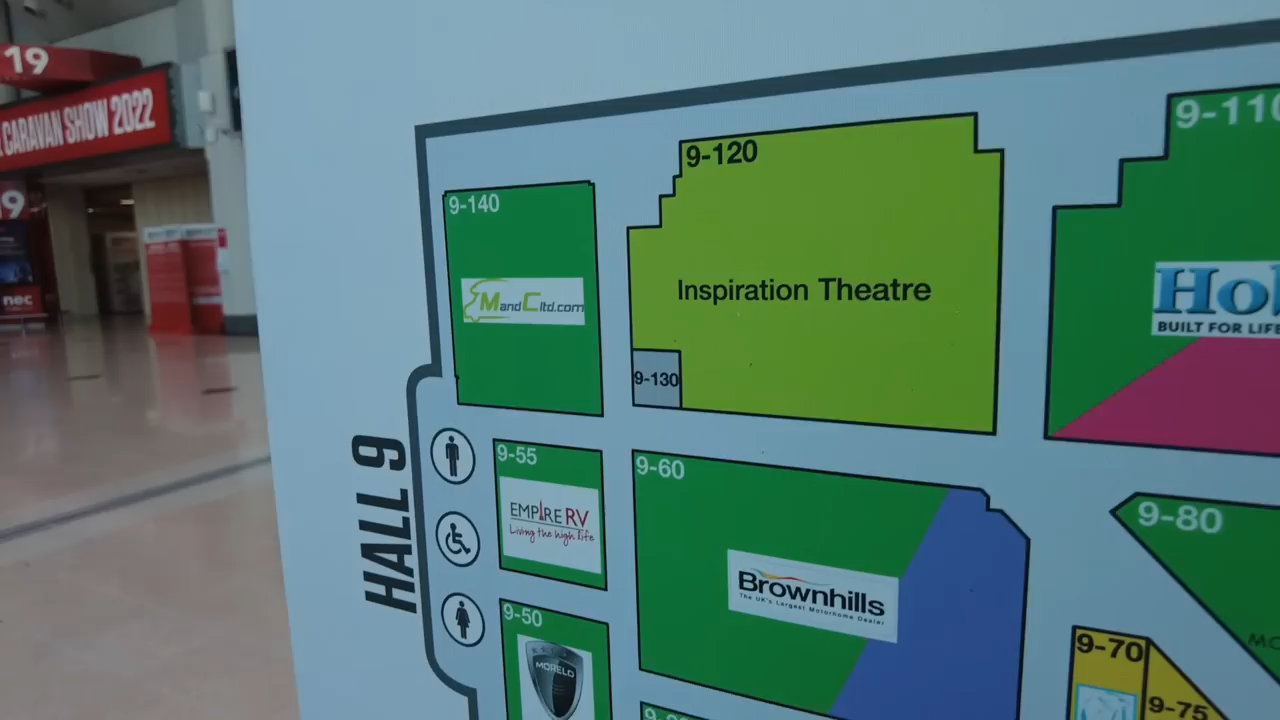 19
CARAVAN SHOW 2022
9
nec
HALL 9
9-140
MandCltd.com
9-120
Inspiration Theatre
9-130
9-110
BUILT FOR LIFE
9-55
EMPIRE RV
Living the high life
9-60
Brownhills
The UK's Largest Motorhome Dealer
9-80
9-50
MORELO
9-70
9-75